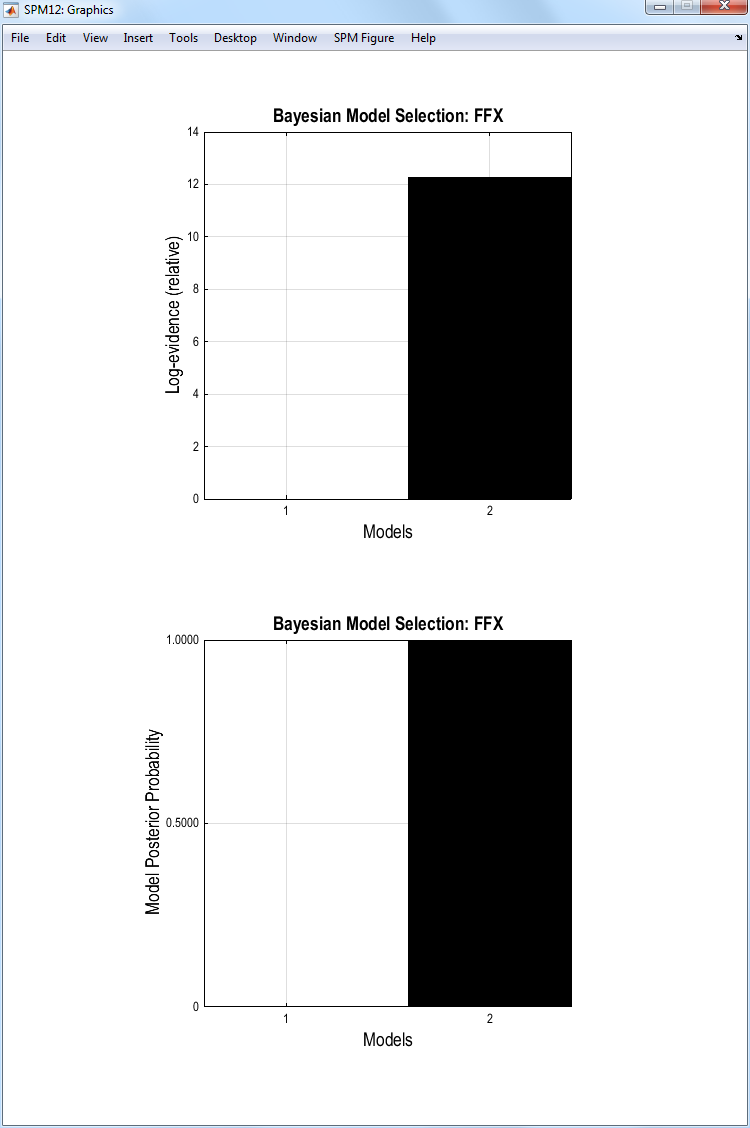 SPM12: Graphics
File Edit View Insert Tools Desktop Window SPM Figure Help
Bayesian Model Selection: FFX
14
12
10
8
6
4
2
0
Log-evidence (relative)
1 2
Models
Bayesian Model Selection: FFX
1.0000
0.5000
0
Model Posterior Probability
1 2
Models